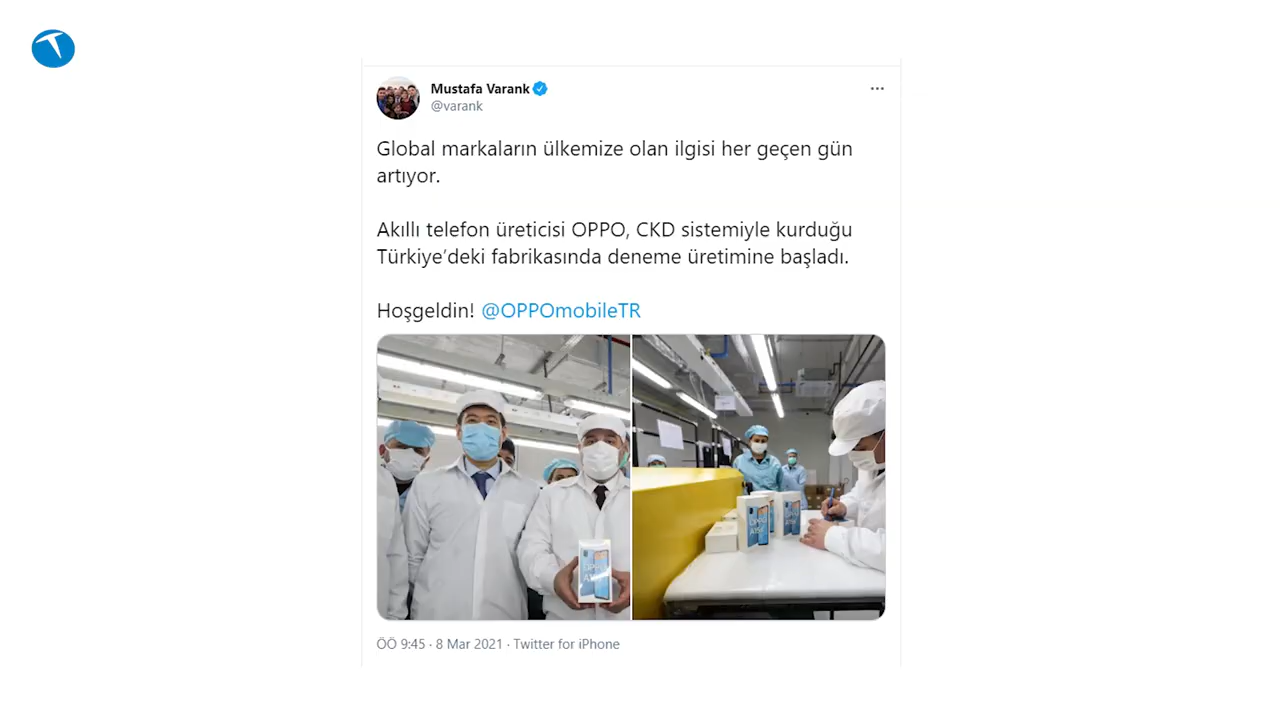 Mustafa Varank
@varank
Global markaların ülkemize olan ilgisi her geçen gün
artıyor.
Akıllı telefon üreticisi OPPO, CKD sistemiyle kurduğu
Türkiye'deki fabrikasında deneme üretimine başladı.
Hoşgeldin! @OPPOmobileTR
OPPO
ÖÖ 9:45 · 8 Mar 2021 · Twitter for iPhone